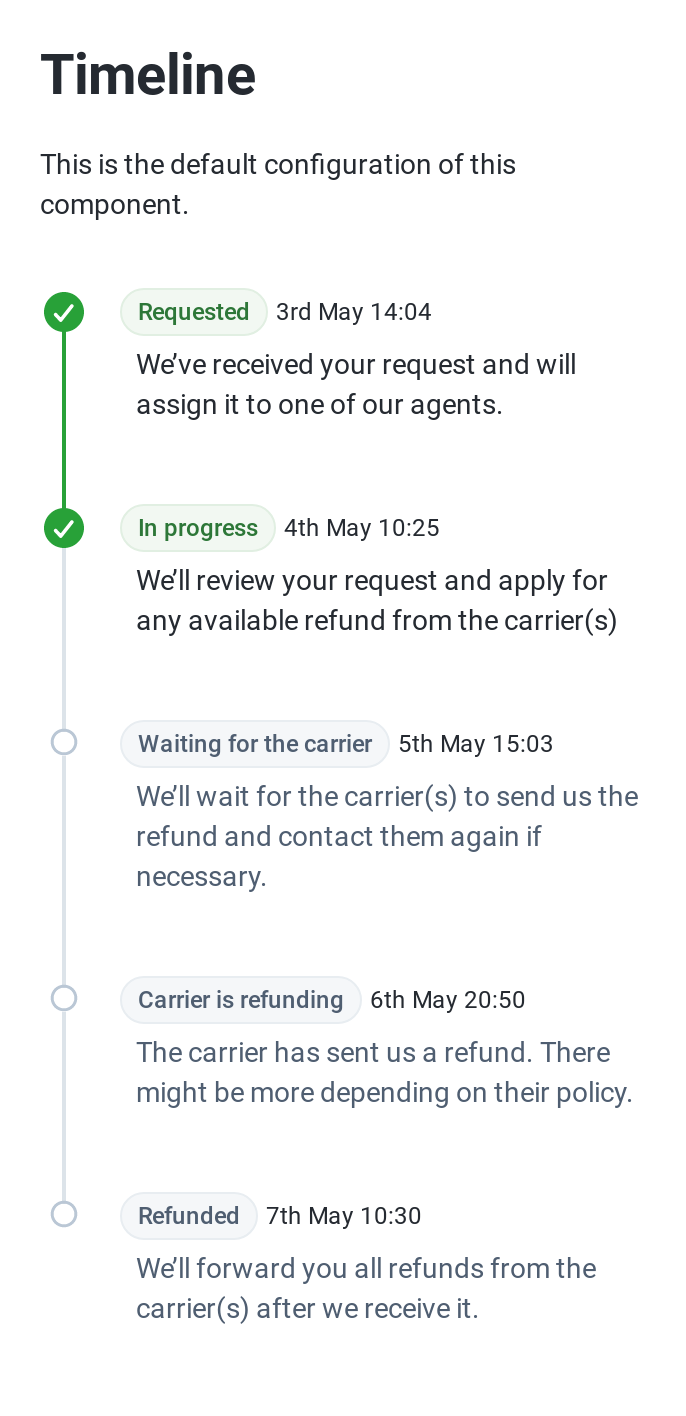 Timeline
This is the default configuration of this
component.
Requested 3rd May 14:04
We’ve received your request and will
assign it to one of our agents.
In progress 4th May 10:25
We’ll review your request and apply for
any available refund from the carrier(s)
Waiting for the carrier 5th May 15:03
We’ll wait for the carrier(s) to send us the
refund and contact them again if
necessary.
Carrier is refunding 6th May 20:50
The carrier has sent us a refund. There
might be more depending on their policy.
Refunded 7th May 10:30
We’ll forward you all refunds from the
carrier(s) after we receive it.